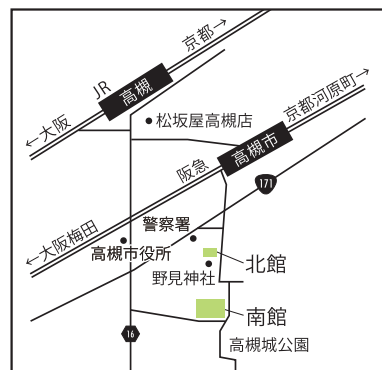 京都→
JR
高槻
←大阪
松坂屋高槻店
京都河原町→
高槻市
阪急
171
←大阪梅田
警察署
高槻市役所
北館
野見神社
南館
16
高槻城公園